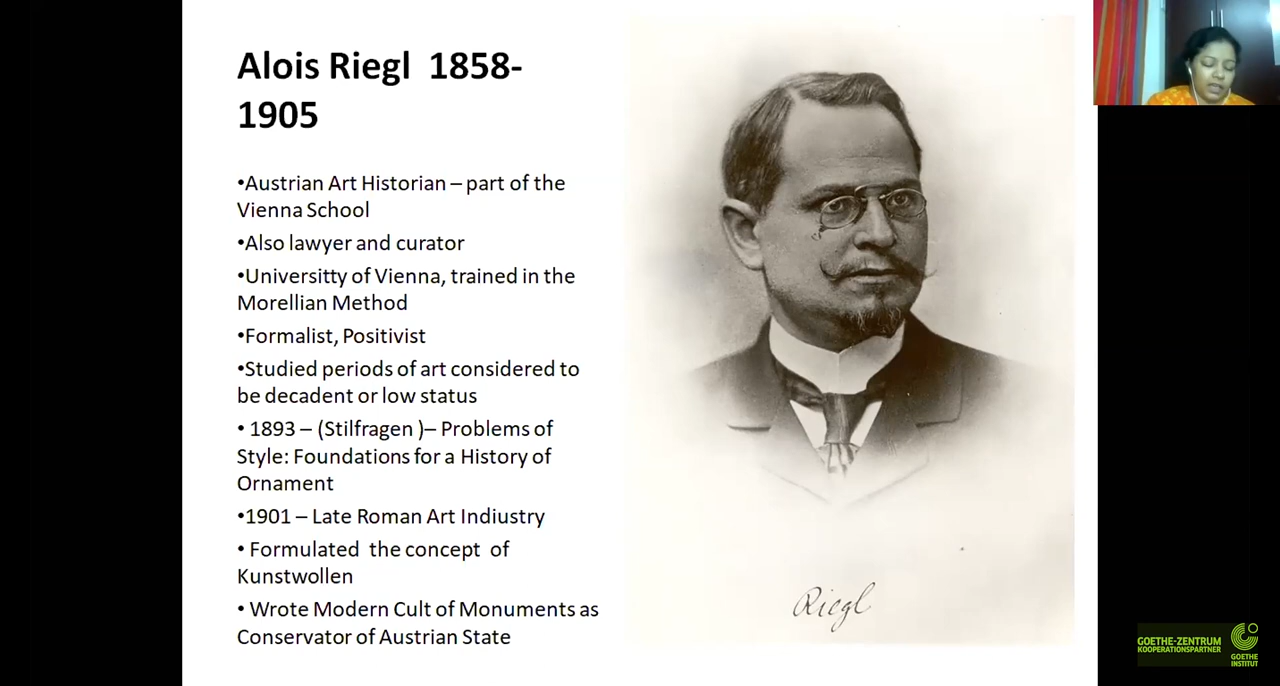 Alois Riegl 1858-
1905
•Austrian Art Historian – part of the
Vienna School
•Also lawyer and curator
•Universitty of Vienna, trained in the
Morellian Method
•Formalist, Positivist
•Studied periods of art considered to
be decadent or low status
• 1893 – (Stilfragen )– Problems of
Style: Foundations for a History of
Ornament
•1901 – Late Roman Art Indiustry
• Formulated the concept of
Kunstwollen
• Wrote Modern Cult of Monuments as
Conservator of Austrian State
Riegl
GOETHE-ZENTRUM
KOOPERATIONSPARTNER
GOETHE
INSTITUT